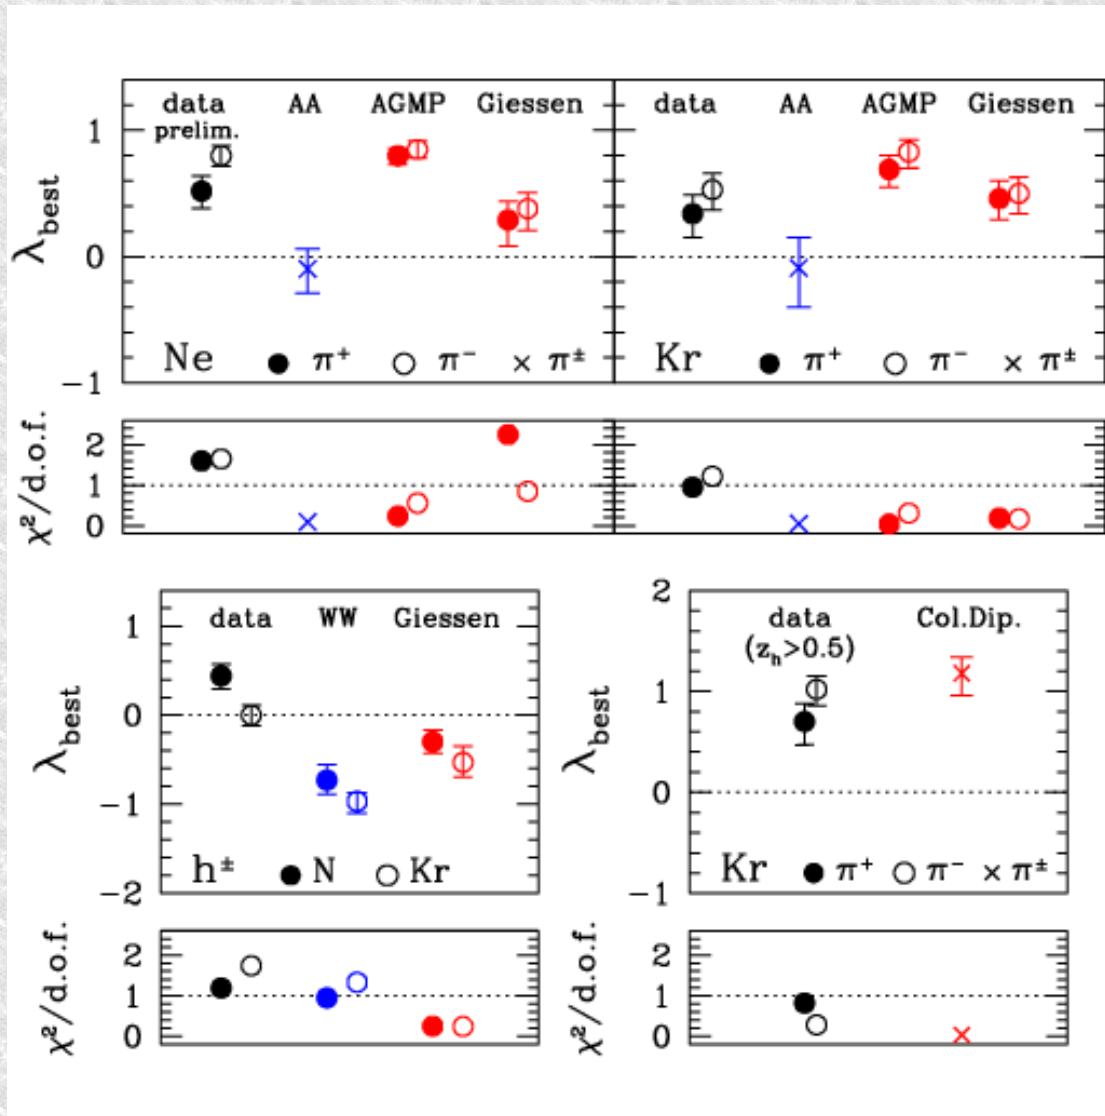 data AA AGMP Giessen data AA AGMP Giessen
prelim.
1
λbest
0
Ne π⁺ π⁻ π± Kr π⁺ π⁻ π±
−1
χ²/d.o.f.
2
1
0
data WW Giessen
1
λbest
0
−1
h± N Kr
−2
χ²/d.o.f.
2
1
0
2
data Col.Dip.
(zh>0.5)
λbest
1
0
Kr π⁺ π⁻ π±
−1
χ²/d.o.f.
2
1
0